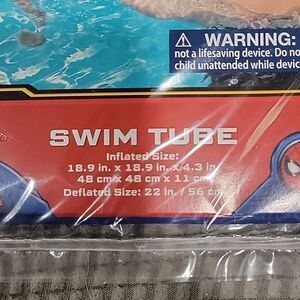 WARNING:
not a lifesaving device. Do no
child unattended while devic
SWIM TUBE
Inflated Size:
18.9 in. x 18.9 in. x/4.3 in.
48 cm x 48 cm x 11 cm
Deflated Size: 22 in. / 56 cm